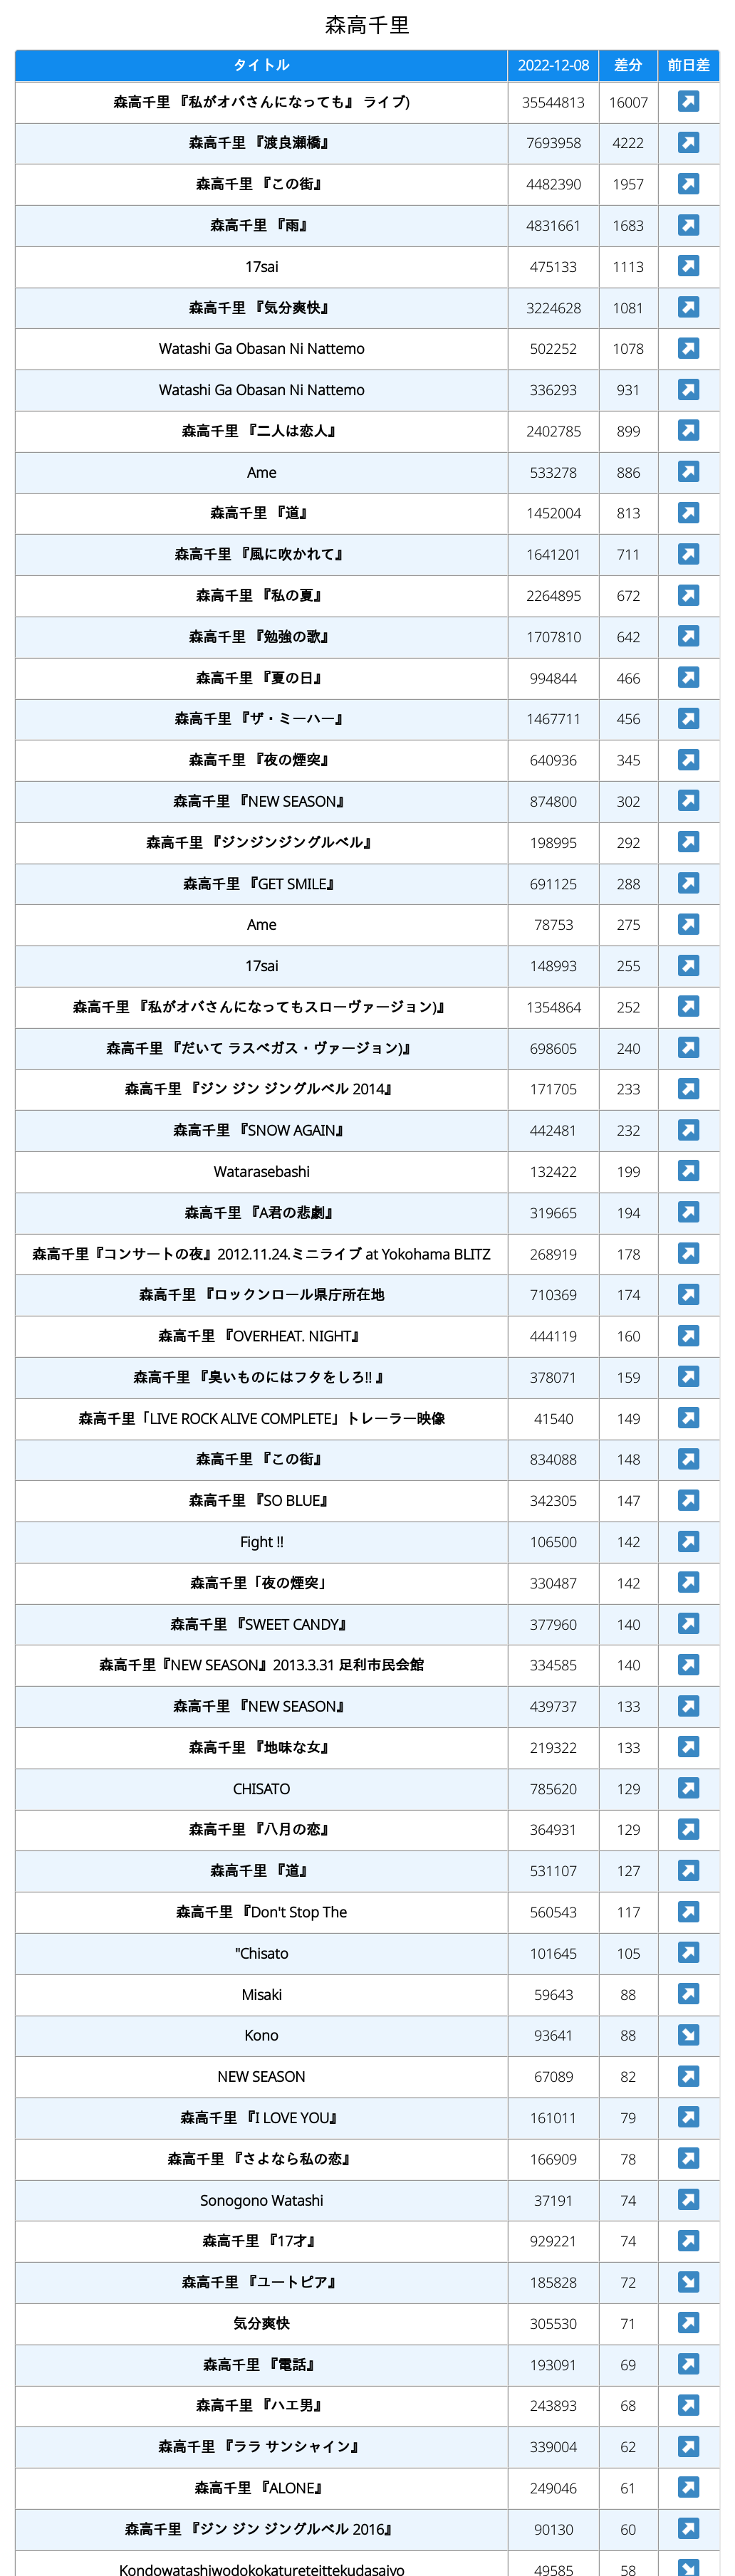 森高千里
タイトル 2022-12-08 差分 前日差
森高千里 『私がオバさんになっても』 ライブ) 35544813 16007
森高千里 『渡良瀬橋』 7693958 4222
森高千里 『この街』 4482390 1957
森高千里 『雨』 4831661 1683
17sai 475133 1113
森高千里 『気分爽快』 3224628 1081
Watashi Ga Obasan Ni Nattemo 502252 1078
Watashi Ga Obasan Ni Nattemo 336293 931
森高千里 『二人は恋人』 2402785 899
Ame 533278 886
森高千里 『道』 1452004 813
森高千里 『風に吹かれて』 1641201 711
森高千里 『私の夏』 2264895 672
森高千里 『勉強の歌』 1707810 642
森高千里 『夏の日』 994844 466
森高千里 『ザ・ミーハー』 1467711 456
森高千里 『夜の煙突』 640936 345
森高千里 『NEW SEASON』 874800 302
森高千里 『ジンジンジングルベル』 198995 292
森高千里 『GET SMILE』 691125 288
Ame 78753 275
17sai 148993 255
森高千里 『私がオバさんになってもスローヴァージョン)』 1354864 252
森高千里 『だいて ラスベガス・ヴァージョン)』 698605 240
森高千里 『ジン ジン ジングルベル 2014』 171705 233
森高千里 『SNOW AGAIN』 442481 232
Watarasebashi 132422 199
森高千里 『A君の悲劇』 319665 194
森高千里『コンサートの夜』2012.11.24.ミニライブ at Yokohama BLITZ 268919 178
森高千里 『ロックンロール県庁所在地 710369 174
森高千里 『OVERHEAT. NIGHT』 444119 160
森高千里 『臭いものにはフタをしろ!! 』 378071 159
森高千里「LIVE ROCK ALIVE COMPLETE」トレーラー映像 41540 149
森高千里 『この街』 834088 148
森高千里 『SO BLUE』 342305 147
Fight !! 106500 142
森高千里「夜の煙突」 330487 142
森高千里 『SWEET CANDY』 377960 140
森高千里『NEW SEASON』2013.3.31 足利市民会館 334585 140
森高千里 『NEW SEASON』 439737 133
森高千里 『地味な女』 219322 133
CHISATO 785620 129
森高千里 『八月の恋』 364931 129
森高千里 『道』 531107 127
森高千里 『Don't Stop The 560543 117
"Chisato 101645 105
Misaki 59643 88
Kono 93641 88
NEW SEASON 67089 82
森高千里 『I LOVE YOU』 161011 79
森高千里 『さよなら私の恋』 166909 78
Sonogono Watashi 37191 74
森高千里 『17才』 929221 74
森高千里 『ユートピア』 185828 72
気分爽快 305530 71
森高千里 『電話』 193091 69
森高千里 『ハエ男』 243893 68
森高千里 『ララ サンシャイン』 339004 62
森高千里 『ALONE』 249046 61
森高千里 『ジン ジン ジングルベル 2016』 90130 60
Kondowatashiwodokokatureteittekudasaiyo 49585 58